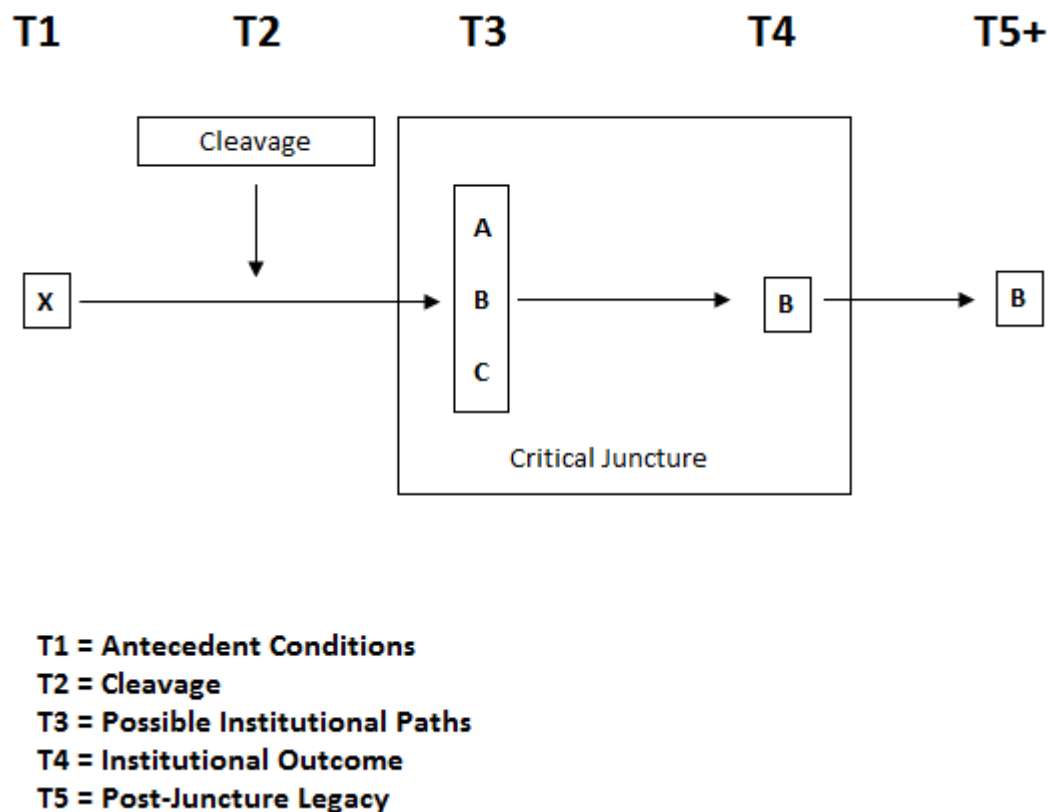 T1 T2 T3 T4 T5+
Cleavage
A
X B B B
C
Critical Juncture
T1 = Antecedent Conditions
T2 = Cleavage
T3 = Possible Institutional Paths
T4 = Institutional Outcome
T5 = Post-Juncture Legacy